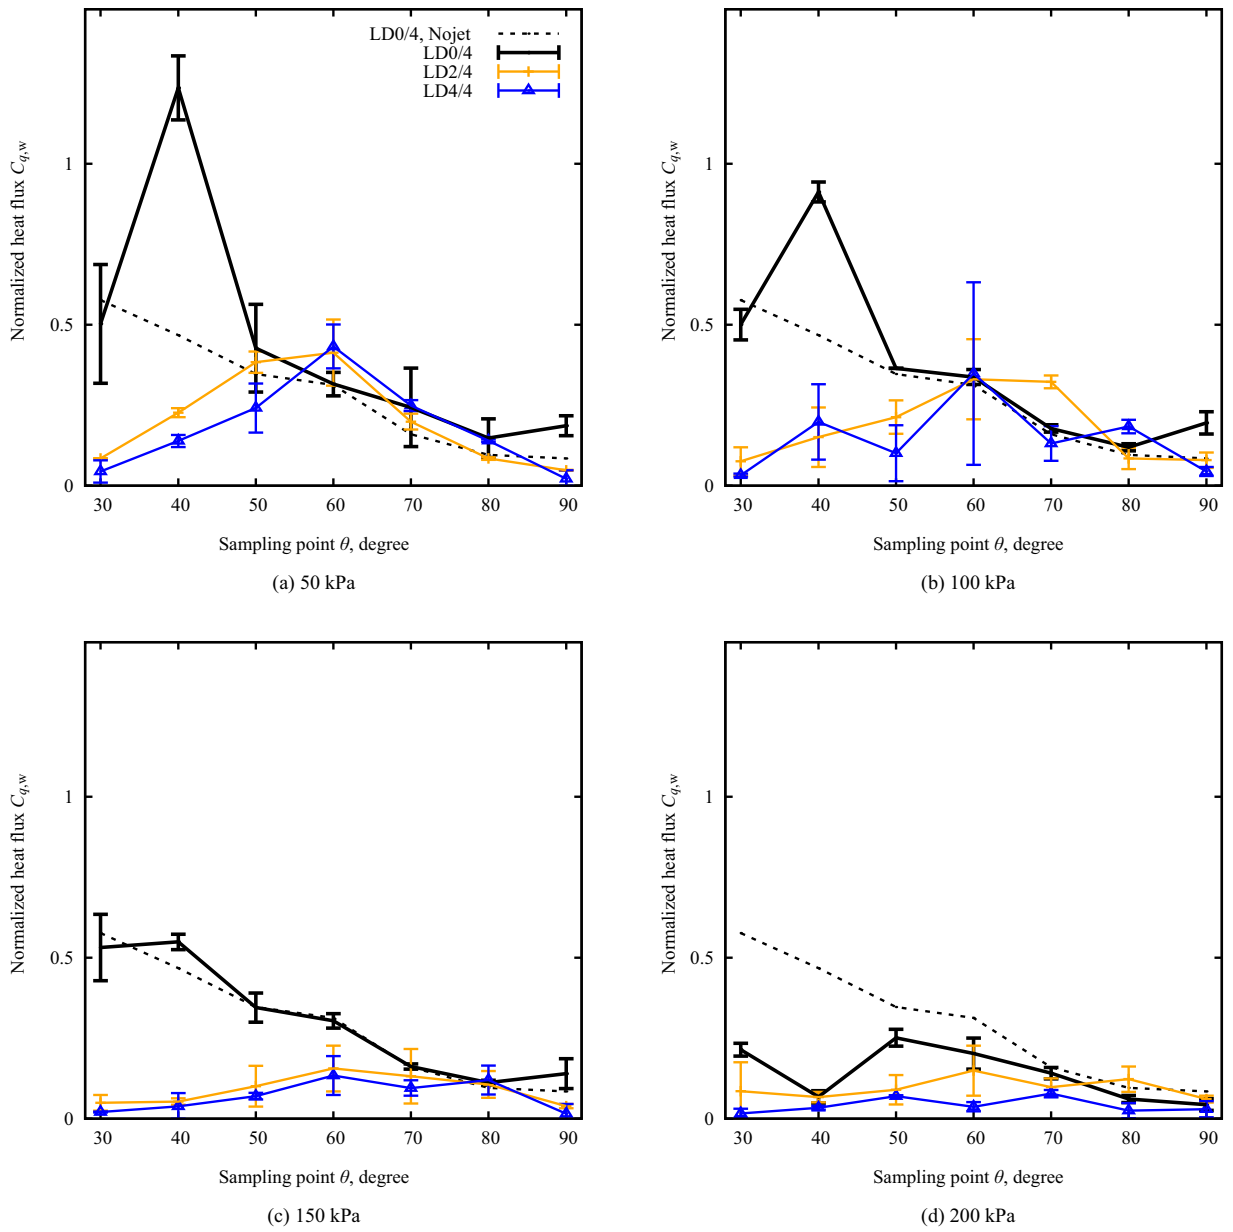 LD0/4, Nojet
LD0/4
LD2/4
LD4/4
Normalized heat flux C_{q,w}
1
0.5
0
30 40 50 60 70 80 90
Sampling point θ, degree
(a) 50 kPa
Normalized heat flux C_{q,w}
1
0.5
0
30 40 50 60 70 80 90
Sampling point θ, degree
(b) 100 kPa
Normalized heat flux C_{q,w}
1
0.5
0
30 40 50 60 70 80 90
Sampling point θ, degree
(c) 150 kPa
Normalized heat flux C_{q,w}
1
0.5
0
30 40 50 60 70 80 90
Sampling point θ, degree
(d) 200 kPa